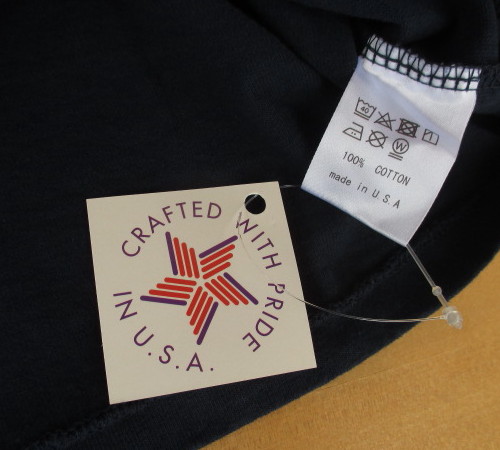 CRAFTED WITH PRIDE
IN U.S.A.
40
W
100% COTTON
made in U.S.A